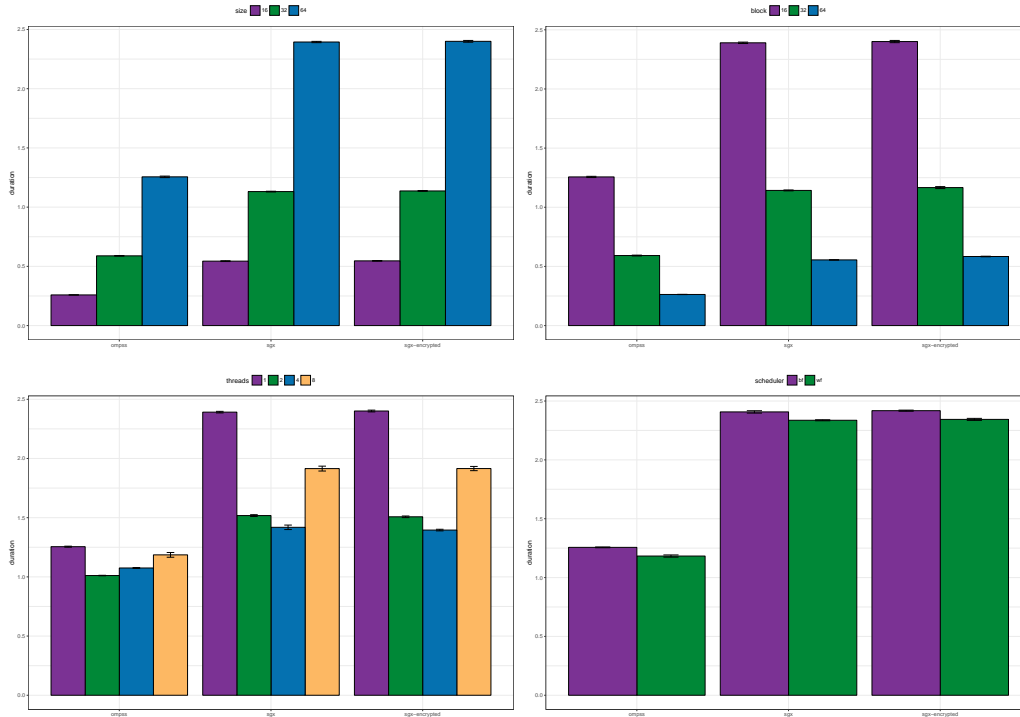 size 16 32 64
duration
2.5
2.0
1.5
1.0
0.5
0.0
ompss sgx sgx-encrypted
block 16 32 64
duration
2.5
2.0
1.5
1.0
0.5
0.0
ompss sgx sgx-encrypted
threads 1 2 4 8
duration
2.5
2.0
1.5
1.0
0.5
0.0
ompss sgx sgx-encrypted
scheduler bf wf
duration
2.5
2.0
1.5
1.0
0.5
0.0
ompss sgx sgx-encrypted